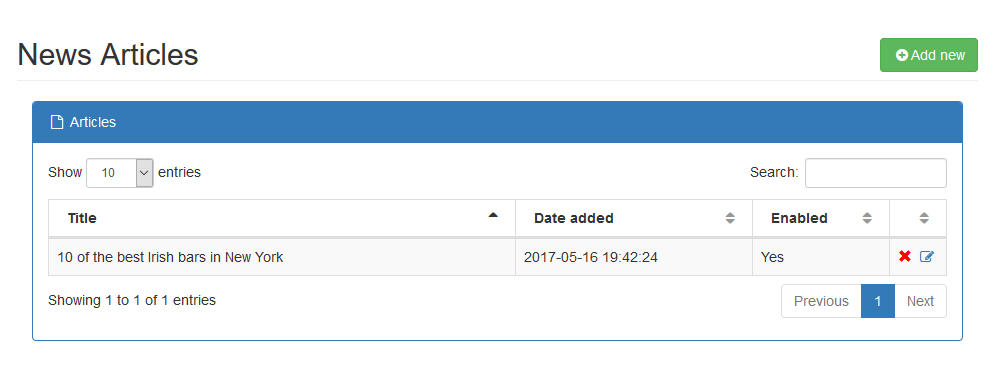 News Articles
Add new
Articles
Show 10 entries
Search:
Title Date added Enabled
10 of the best Irish bars in New York 2017-05-16 19:42:24 Yes
Showing 1 to 1 of 1 entries
Previous 1 Next